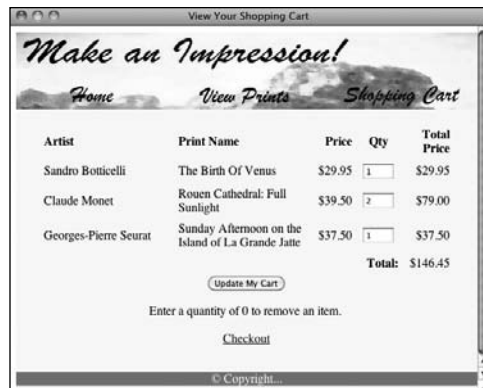 View Your Shopping Cart
Make an Impression!
Home View Prints Shopping Cart
Artist Print Name Price Qty Total Price
Sandro Botticelli The Birth Of Venus $29.95 1 $29.95
Claude Monet Rouen Cathedral: Full Sunlight $39.50 2 $79.00
Georges-Pierre Seurat Sunday Afternoon on the Island of La Grande Jatte $37.50 1 $37.50
Total: $146.45
Update My Cart
Enter a quantity of 0 to remove an item.
Checkout
© Copyright...